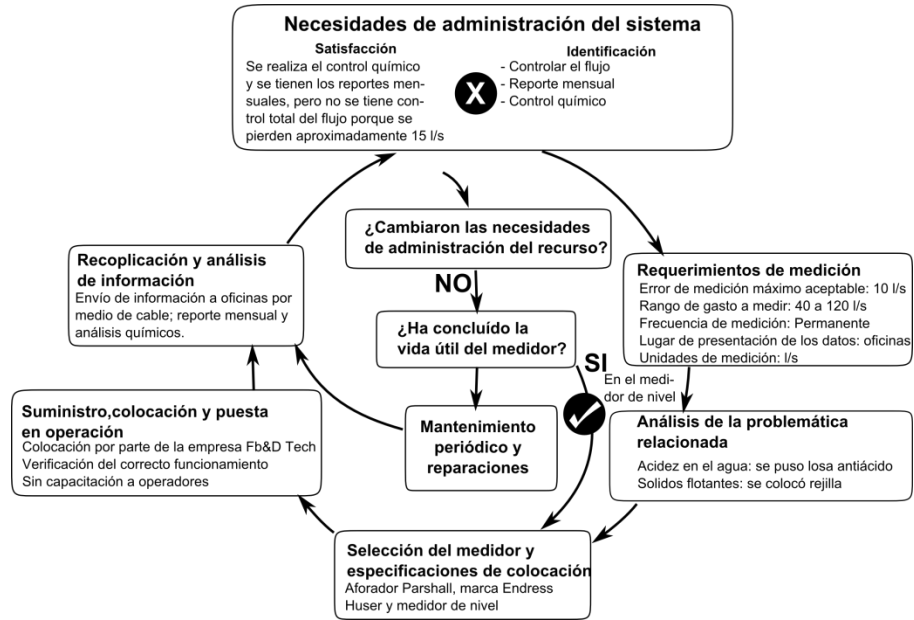 Necesidades de administración del sistema
Satisfacción
Se realiza el control químico
y se tienen los reportes men-
suales, pero no se tiene con-
trol total del flujo porque se
pierden aproximadamente 15 l/s
X
Identificación
- Controlar el flujo
- Reporte mensual
- Control químico
¿Cambiaron las necesidades
de administración del recurso?
NO
¿Ha concluído la
vida útil del medidor?
SI
En el medi-
dor de nivel
Mantenimiento
periódico y
reparaciones
Requerimientos de medición
Error de medición máximo aceptable: 10 l/s
Rango de gasto a medir: 40 a 120 l/s
Frecuencia de medición: Permanente
Lugar de presentación de los datos: oficinas
Unidades de medición: l/s
Análisis de la problemática
relacionada
Acidez en el agua: se puso losa antiácido
Solidos flotantes: se colocó rejilla
Selección del medidor y
especificaciones de colocación
Aforador Parshall, marca Endress
Huser y medidor de nivel
Suministro,colocación y puesta
en operación
Colocación por parte de la empresa Fb&D Tech
Verificación del correcto funcionamiento
Sin capacitación a operadores
Recoplicación y análisis
de información
Envío de información a oficinas por
medio de cable; reporte mensual y
análisis químicos.